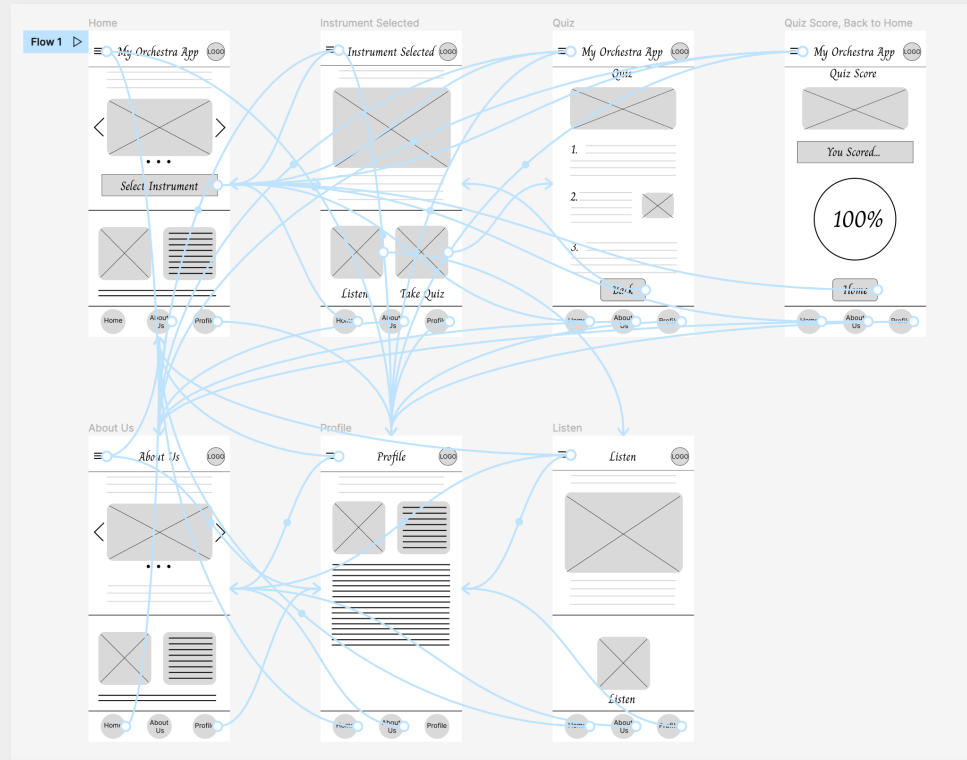 Home
Instrument Selected
Quiz
Quiz Score, Back to Home
Flow 1
My Orchestra App
LOGO
Select Instrument
Home
About Us
Profile
Instrument Selected
LOGO
Listen
Take Quiz
Home
About Us
Profile
My Orchestra App
LOGO
Quiz
1.
2.
3.
Back
Home
About Us
Profile
My Orchestra App
LOGO
Quiz Score
You Scored...
100%
Home
Home
About Us
Profile
About Us
Profile
Listen
About Us
LOGO
Home
About Us
Profile
Profile
LOGO
Home
About Us
Profile
Listen
LOGO
Listen
Home
About Us
Profile